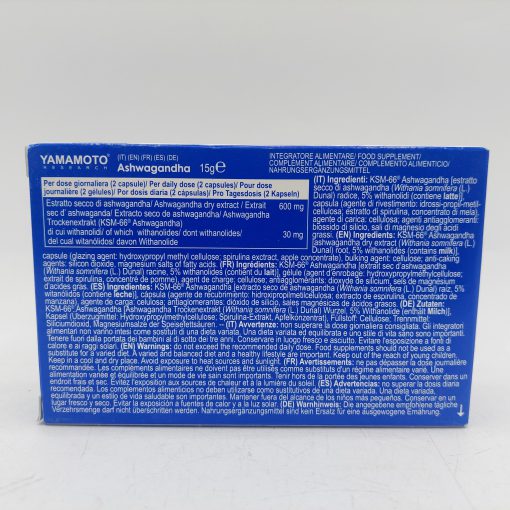 YAMAMOTO®
RESEARCH
(IT) (EN) (FR) (ES) (DE)
Ashwagandha 15g℮
INTEGRATORE ALIMENTARE/ FOOD SUPPLEMENT/
COMPLÉMENT ALIMENTAIRE/ COMPLEMENTO ALIMENTICIO/
NAHRUNGSERGÄNZUNGSMITTEL
Per dose giornaliera (2 capsule)/ Per daily dose (2 capsules)/ Pour dose
journalière (2 gélules)/ Por dosis diaria (2 cápsulas)/ Pro Tagesdosis (2 Kapseln)
Estratto secco di ashwagandha/ Ashwagandha dry extract / Extrait
sec d' ashwaganda/ Extracto seco de ashwagandha/ Ashwagandha
Trockenextrakt (KSM-66®Ashwagandha)
600 mg
di cui withanolidi/ of which withanolides/ dont withanolides/
del cual witanólidos/ davon Withanolide
30 mg
(IT) Ingredienti: KSM-66® Ashwagandha [estratto
secco di ashwagandha (Withania somnifera (L.)
Dunal) radice, 5% withanolidi (contiene latte)],
capsula (agente di rivestimento: idrossi-propil-metil-
cellulosa; estratto di spirulina, concentrato di mela),
agente di carica: cellulosa; agenti antiagglomeranti:
biossido di silicio, sali di magnesio degli acidi
grassi. (EN) Ingredients: KSM-66® Ashwagandha
[ashwagandha dry extract (Withania somnifera (L.)
Dunal) root, 5% withanolides (contains milk)],
capsule (glazing agent: hydroxypropyl methyl cellulose; spirulina extract, apple concentrate), bulking agent: cellulose; anti-caking
agents: silicon dioxide, magnesium salts of fatty acids. (FR) Ingrédients: KSM-66® Ashwagandha [extrait sec d'ashwagandha
(Withania somnifera (L.) Dunal) racine, 5% withanolides (contient du lait)], gélule (agent d'enrobage: hydroxypropylmethylcellulose;
extrait de spiruline, concentré de pomme), agent de charge: cellulose; antiagglomérants: dioxyde de silicium, sels de magnésium
d'acides gras. (ES) Ingredientes: KSM-66® Ashwagandha [extracto seco de ashwagandha (Withania somnifera (L.) Dunal) raíz, 5%
witanólidos (contiene leche)], cápsula (agente de recubrimiento: hidroxipropilmetilcelulosa; extracto de espirulina, concentrado de
manzana), agente de carga: celulosa; antiaglomerantes: dióxido de silicio, sales magnésicas de ácidos grasos. (DE) Zutaten:
KSM-66® Ashwagandha [Ashwagandha Trockenextrakt (Withania somnifera (L.) Dunal) Wurzel, 5% Withanolide (enthält Milch)],
Kapsel (Überzugmittel: Hydroxypropylmethylcellulose; Spirulina-Extrakt, Apfelkonzentrat), Füllstoff: Cellulose, Trennmittel:
Siliciumdioxid, Magnesiumsalze der Speisefettsäuren. -- (IT) Avvertenze: non superare la dose giornaliera consigliata. Gli integratori
alimentari non vanno intesi come sostituti di una dieta variata. Una dieta variata ed equilibrata e uno stile di vita sano sono importanti.
Tenere fuori dalla portata dei bambini al di sotto dei tre anni. Conservare in luogo fresco e asciutto. Evitare l'esposizione a fonti di
calore e alla luce solare. (EN) Warnings: do not exceed the recommended daily dose. Food supplements should not be used as a
substitute for a varied diet. A varied and balanced diet and a healthy lifestyle are important. Keep out of the reach of young children.
Keep in a cool and dry place. Avoid exposure to heat sources and sunlight. (FR) Avertissements: ne pas dépasser la dose journalière
recommandée. Les compléments alimentaires ne doivent pas être utilisés comme substituts d'un régime alimentaire varié. Une
alimentation variée et équilibrée et un mode de vie sain sont importants. Tenir hors de la portée des jeunes enfants. Conserver dans un
endroit frais et sec. Évitez l'exposition aux sources de chaleur et à la lumière du soleil. (ES) Advertencias: no superar la dosis diaria
recomendada. Los complementos alimenticios no deben utilizarse como sustitutivos de una dieta variada. Una dieta variada,
equilibrada y un estilo de vida saludable son importantes. Mantener fuera del alcance de los niños más pequeños. Conservar en un
lugar fresco y seco. Evitar la exposición a fuentes de calor y a la luz solar. (DE) Warnhinweis: Die angegebene empfohlene tägliche
Verzehrsmenge darf nicht überschritten werden. Nahrungsergänzungsmittel sind kein Ersatz für eine ausgewogene Ernährung.